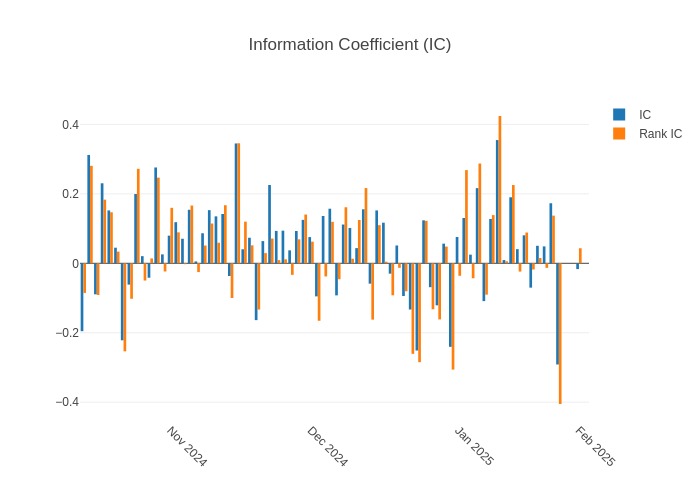 Information Coefficient (IC)
IC
Rank IC
0.4
0.2
0
−0.2
−0.4
Nov 2024
Dec 2024
Jan 2025
Feb 2025